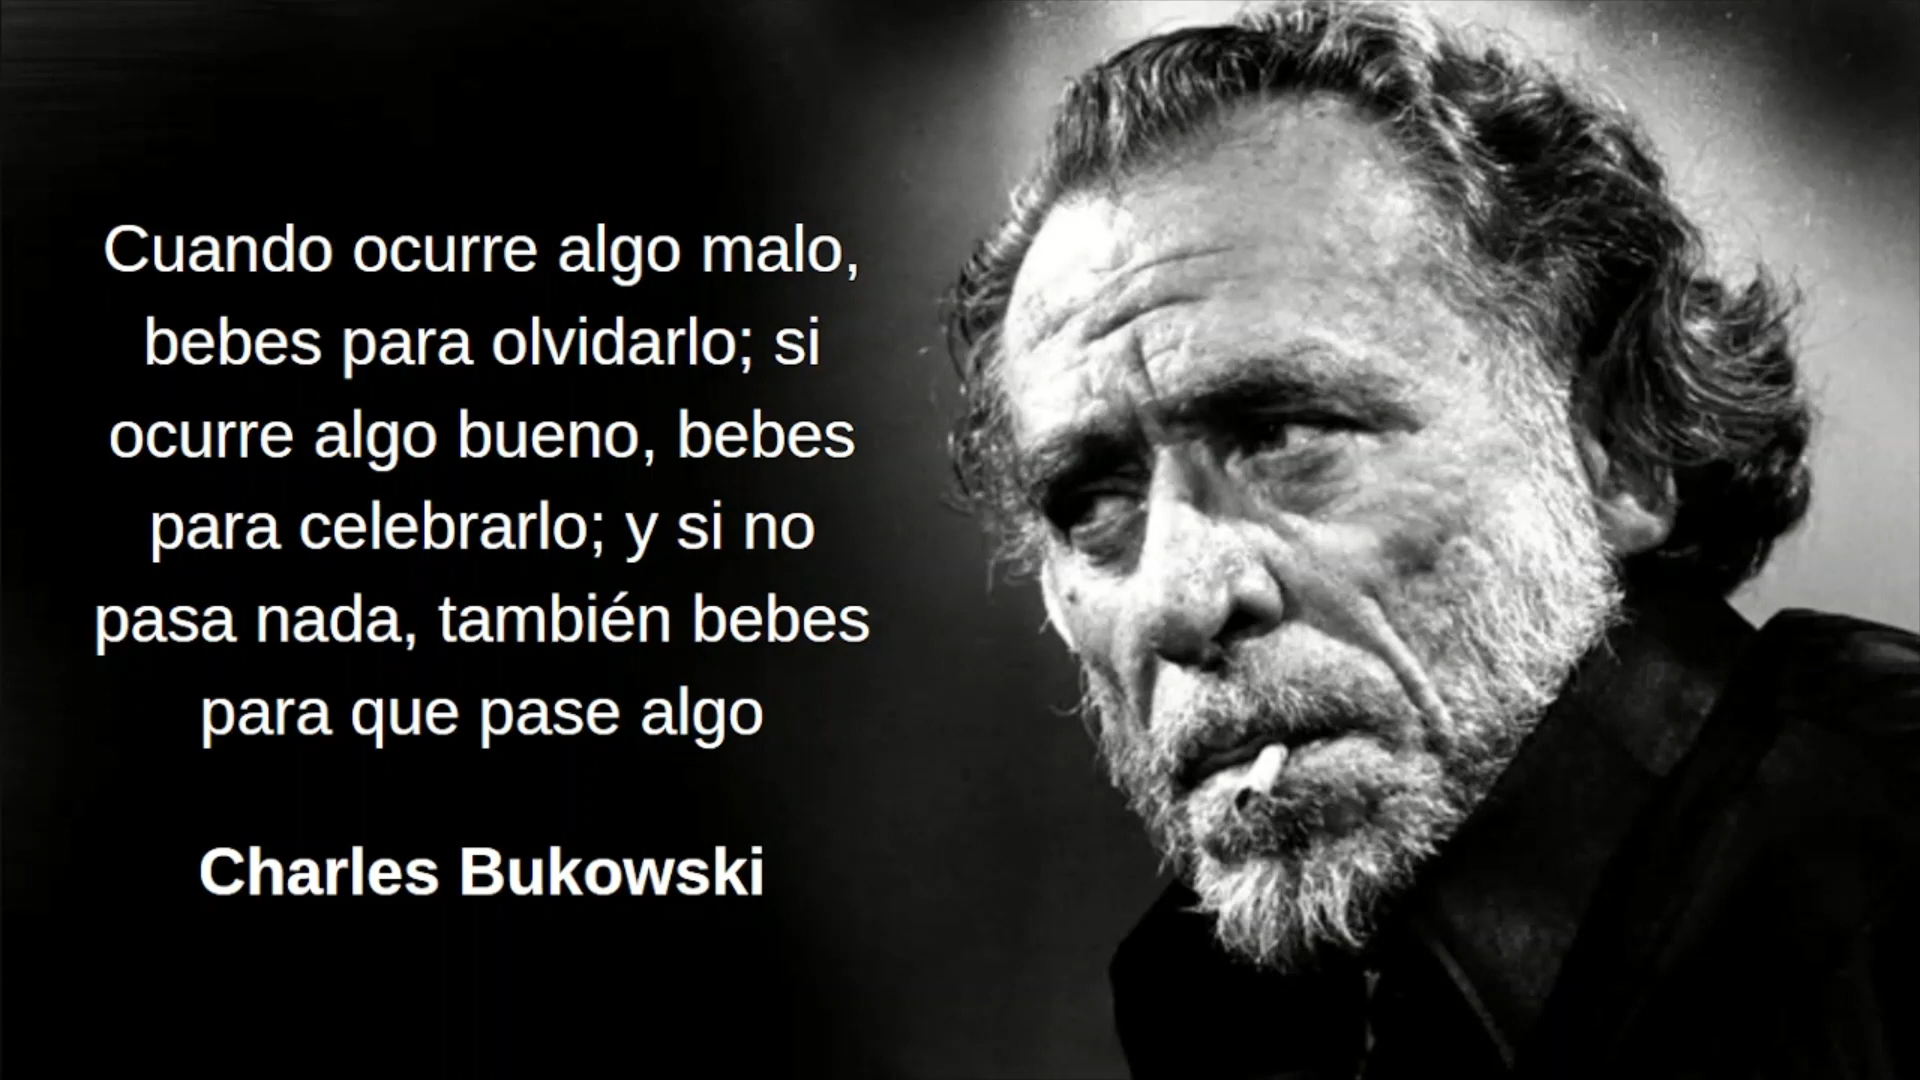 Cuando ocurre algo malo,
bebes para olvidarlo; si
ocurre algo bueno, bebes
para celebrarlo; y si no
pasa nada, también bebes
para que pase algo
Charles Bukowski